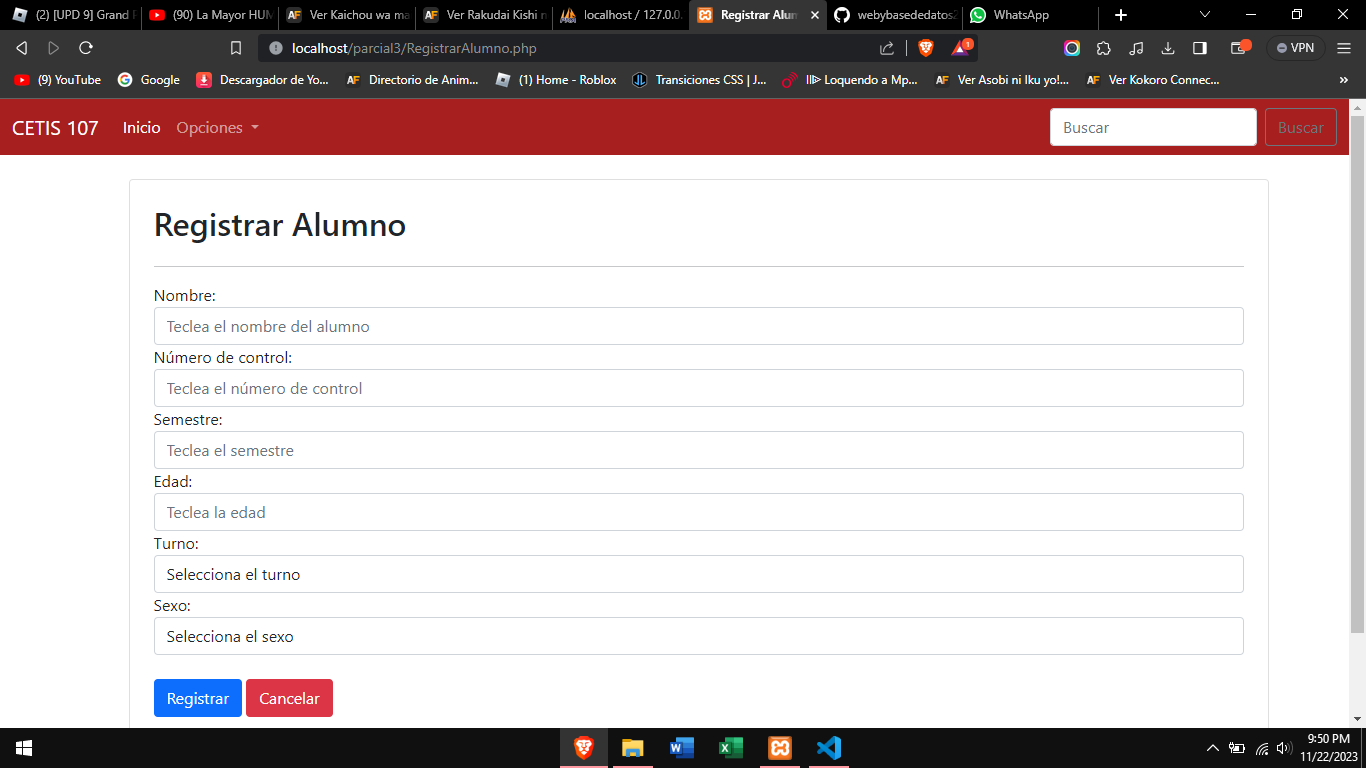 (2) [UPD 9] Grand P
(90) La Mayor HUM
Ver Kaichou wa ma
Ver Rakudai Kishi n
localhost / 127.0.0.
Registrar Alum
webybasededatos2
WhatsApp
localhost/parcial3/RegistrarAlumno.php
1
VPN
(9) YouTube
Google
Descargador de Yo...
AF Directorio de Anim...
(1) Home - Roblox
Transiciones CSS | J...
Loquendo a Mp...
AF Ver Asobi ni Iku yo!...
AF Ver Kokoro Connec...
»
CETIS 107
Inicio
Opciones
Buscar
Buscar
Registrar Alumno
Nombre:
Teclea el nombre del alumno
Número de control:
Teclea el número de control
Semestre:
Teclea el semestre
Edad:
Teclea la edad
Turno:
Selecciona el turno
Sexo:
Selecciona el sexo
Registrar
Cancelar
9:50 PM
11/22/2023